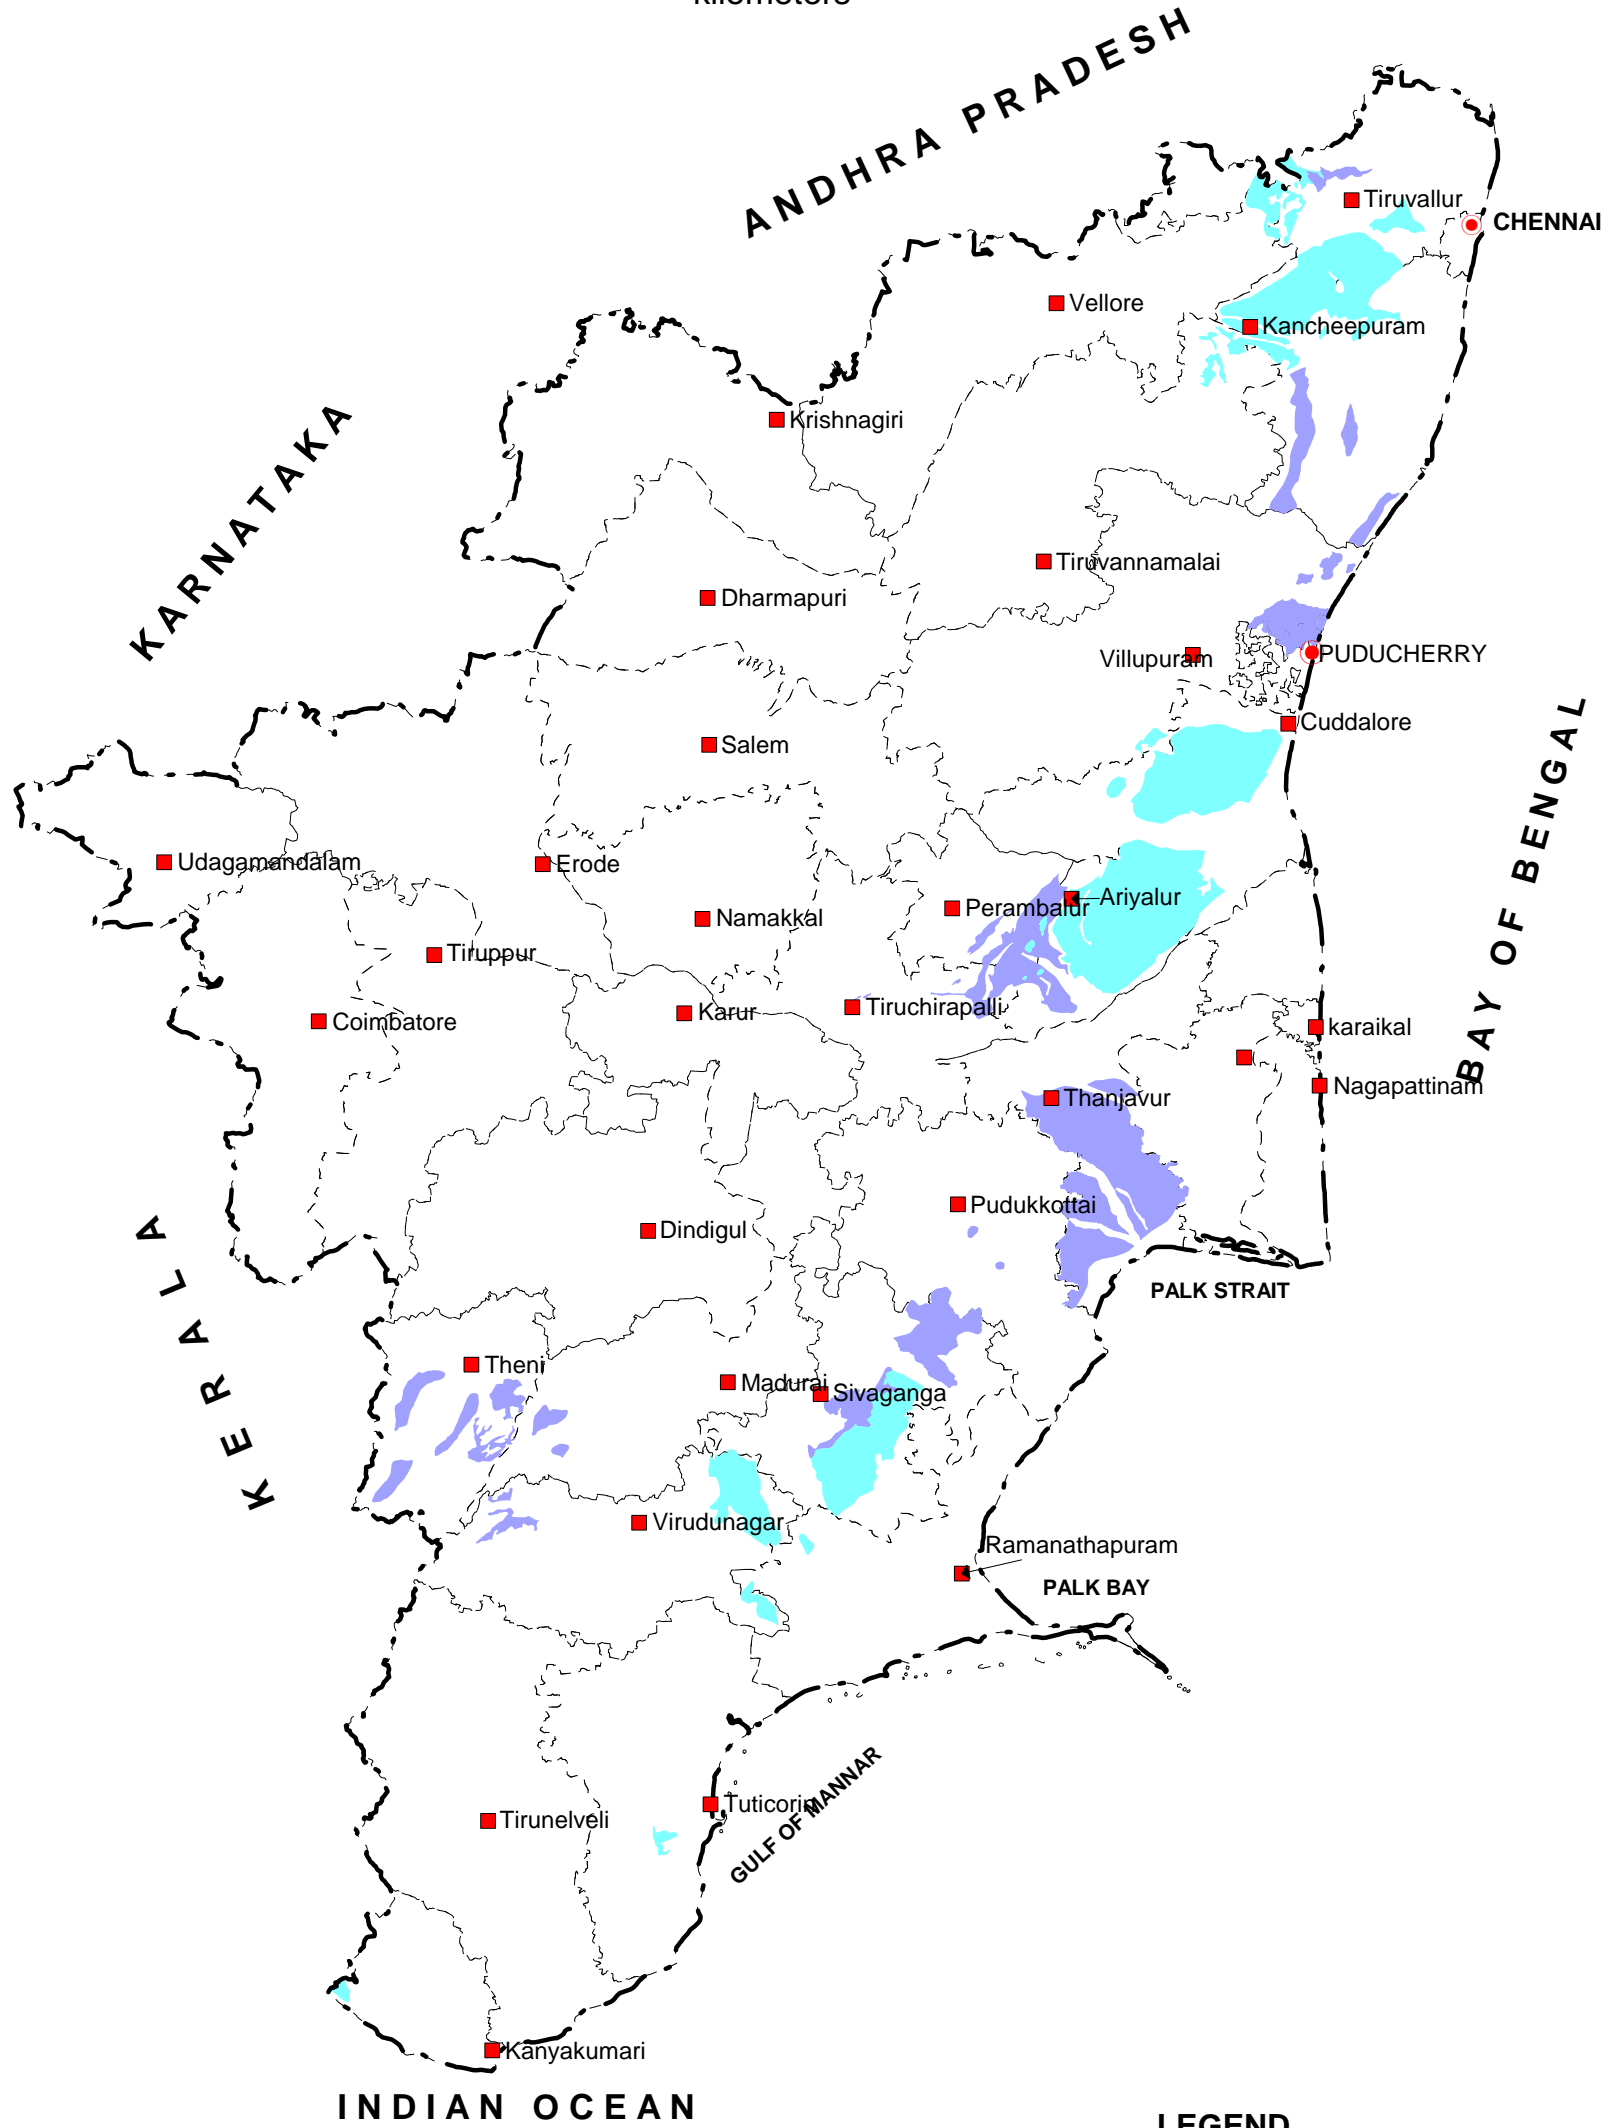 ANDHRA PRADESH
Tiruvallur
CHENNAI
Vellore
Kancheepuram
Krishnagiri
KARNATAKA
Tiruvannamalai
Dharmapuri
Villupuram
PUDUCHERRY
Cuddalore
Salem
BAY OF BENGAL
Udagamandalam
Erode
Ariyalur
Perambalur
Namakkal
Tiruppur
Tiruchirapalli
Karur
Coimbatore
karaikal
Nagapattinam
Thanjavur
Pudukkottai
Dindigul
KERALA
PALK STRAIT
Theni
Madurai
Sivaganga
Virudunagar
Ramanathapuram
PALK BAY
Tuticorin
GULF OF MANNAR
Tirunelveli
Kanyakumari
INDIAN OCEAN
LEGEND